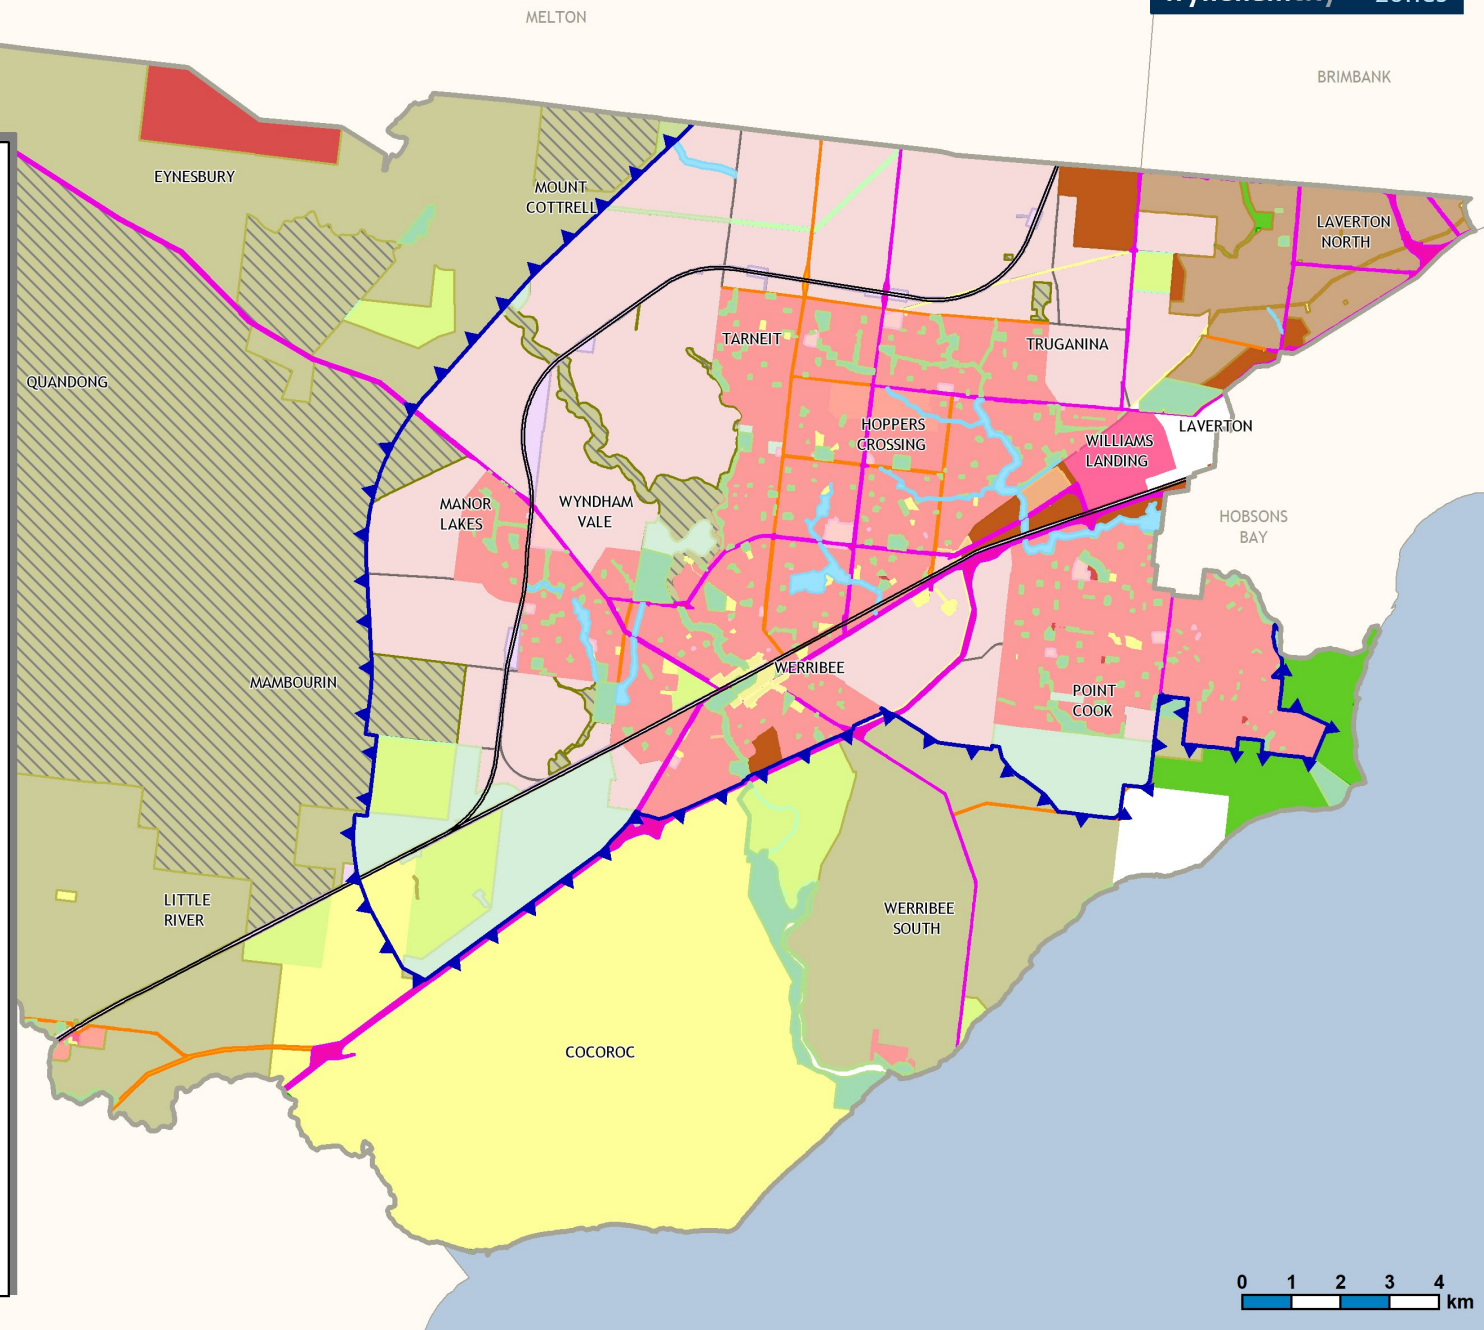 MELTON
BRIMBANK
EYNESBURY
MOUNT
COTTRELL
LAVERTON
NORTH
TARNEIT
TRUGANINA
QUANDONG
HOPPERS
CROSSING
LAVERTON
WILLIAMS
LANDING
MANOR
LAKES
WYNDHAM
VALE
HOBSONS
BAY
WERRIBEE
MAMBOURIN
POINT
COOK
LITTLE
RIVER
WERRIBEE
SOUTH
COCOROC
0 1 2 3 4
km